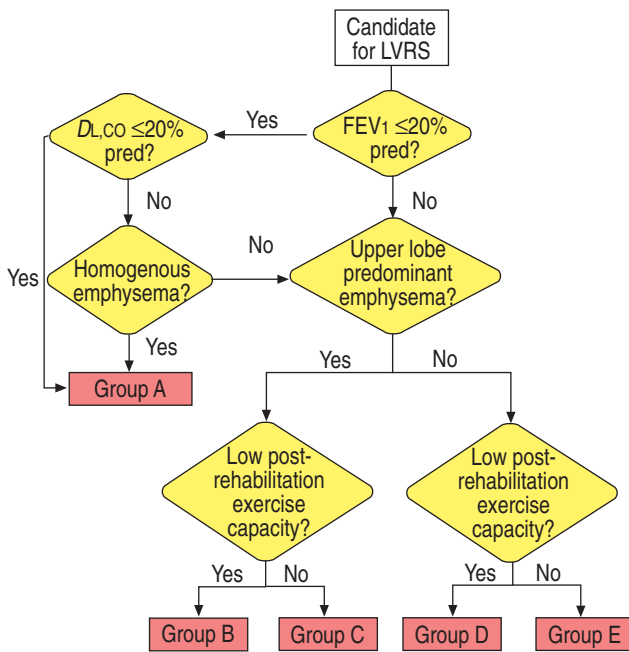 Candidate
for LVRS
DL,CO ≤20%
pred?
Yes
FEV1 ≤20%
pred?
No
No
Yes
Homogenous
emphysema?
No
Upper lobe
predominant
emphysema?
Yes
Group A
Yes
No
Low post-
rehabilitation
exercise
capacity?
Low post-
rehabilitation
exercise
capacity?
Yes
No
Yes
No
Group B
Group C
Group D
Group E